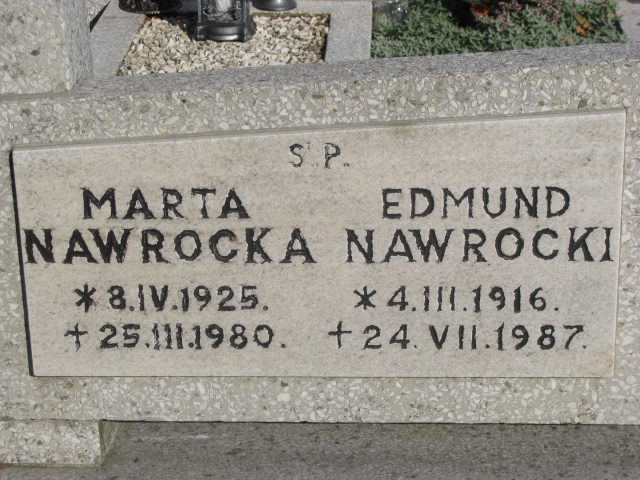 S.P.
MARTA
NAWROCKA
* 8.IV.1925.
+ 25.III.1980.
EDMUND
NAWROCKI
* 4.III.1916.
+ 24.VII.1987.